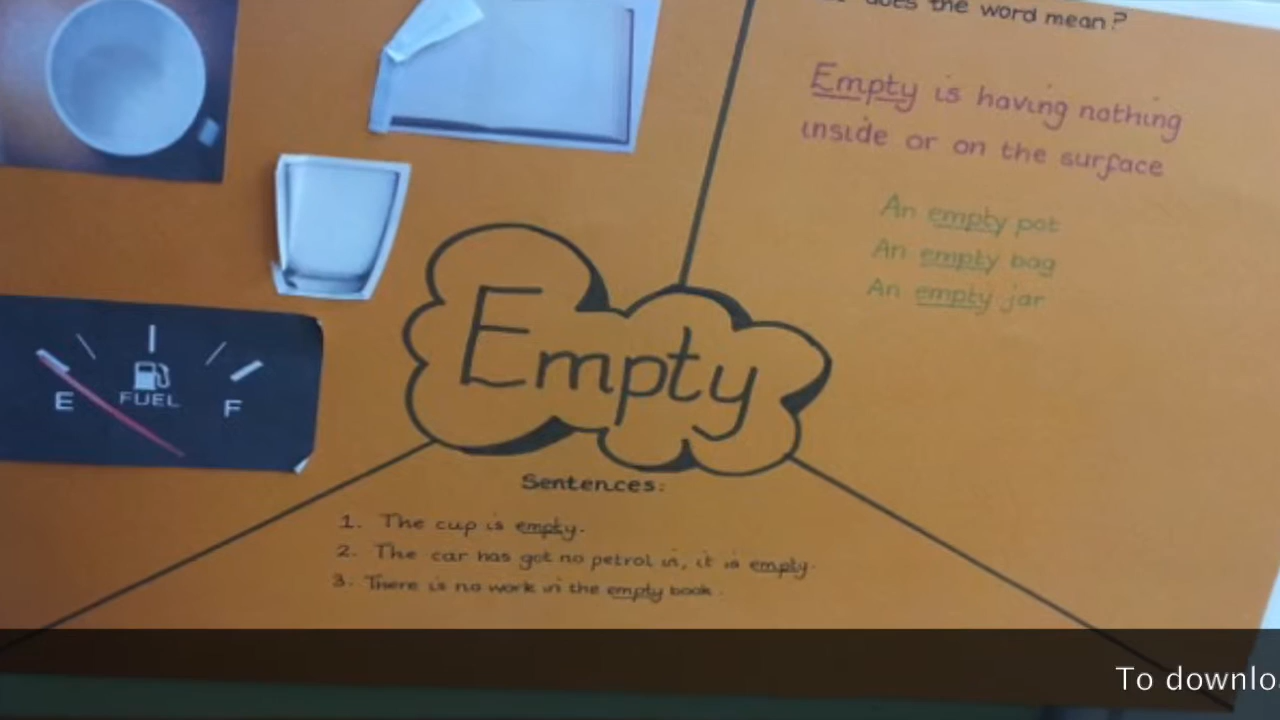 does the word mean?
Empty is having nothing
inside or on the surface
An empty pot
An empty bag
An empty jar
E FUEL F
Empty
Sentences:
1. The cup is empty.
2. The car has got no petrol in, it is empty.
3. There is no work in the empty book.
To downlo